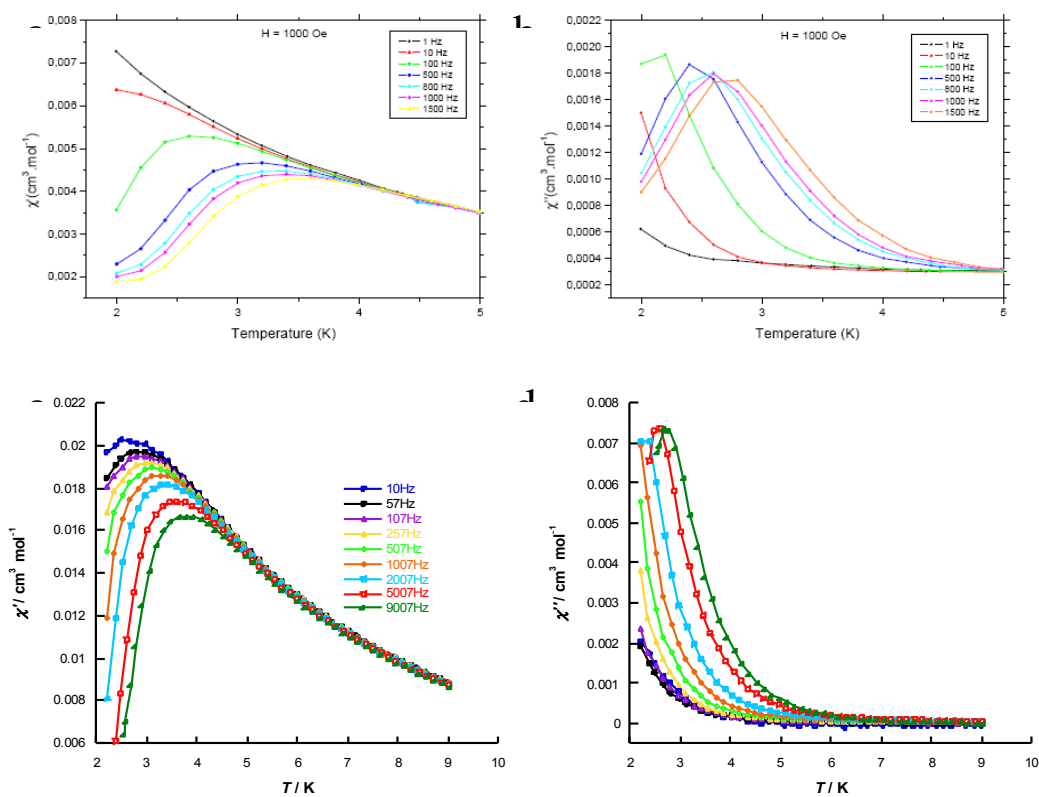 H = 1000 Oe
1 Hz
10 Hz
100 Hz
500 Hz
800 Hz
1000 Hz
1500 Hz
0,008
0,007
0,006
0,005
0,004
0,003
0,002
χ'(cm³.mol⁻¹)
2
3
4
5
Temperature (K)
H = 1000 Oe
1 Hz
10 Hz
100 Hz
500 Hz
800 Hz
1000 Hz
1500 Hz
0,0022
0,0020
0,0018
0,0016
0,0014
0,0012
0,0010
0,0008
0,0006
0,0004
0,0002
χ''(cm³.mol⁻¹)
2
3
4
5
Temperature (K)
0.022
0.02
0.018
0.016
0.014
0.012
0.01
0.008
0.006
χ'/ cm³ mol⁻¹
10Hz
57Hz
107Hz
257Hz
507Hz
1007Hz
2007Hz
5007Hz
9007Hz
2
3
4
5
6
7
8
9
10
T / K
0.008
0.007
0.006
0.005
0.004
0.003
0.002
0.001
0
χ''/ cm³ mol⁻¹
2
3
4
5
6
7
8
9
10
T / K